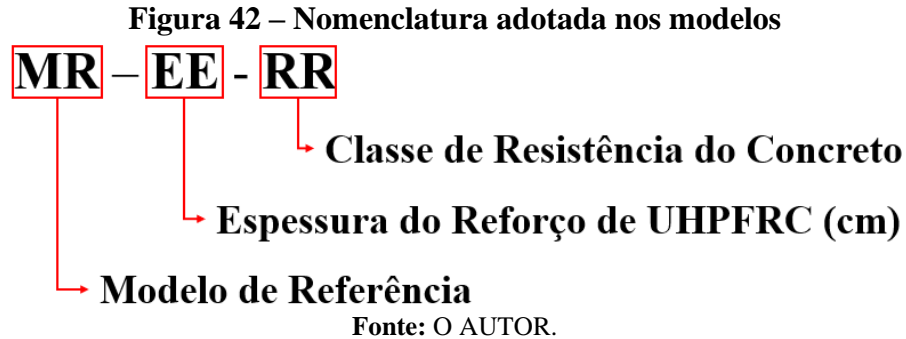 Figura 42 – Nomenclatura adotada nos modelos
MR – EE - RR
Classe de Resistência do Concreto
Espessura do Reforço de UHPFRC (cm)
Modelo de Referência
Fonte: O AUTOR.